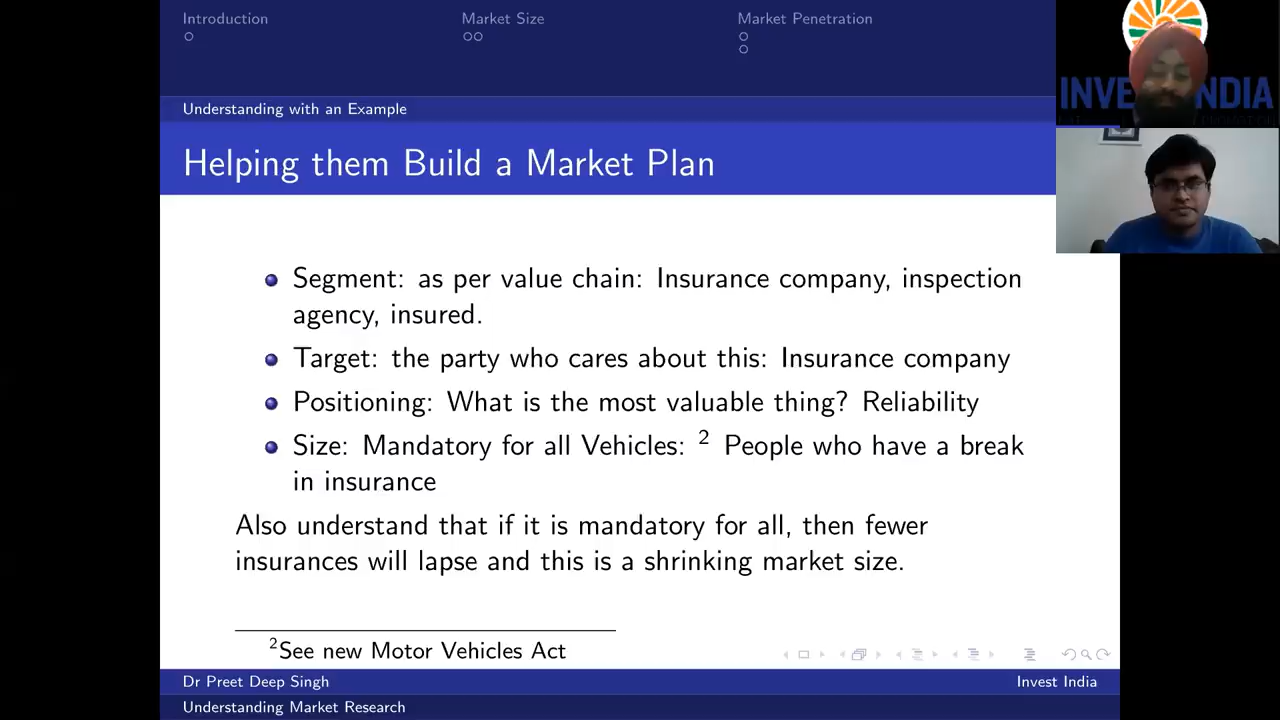 Introduction
Market Size
Market Penetration
Understanding with an Example
Helping them Build a Market Plan
Segment: as per value chain: Insurance company, inspection
agency, insured.
Target: the party who cares about this: Insurance company
Positioning: What is the most valuable thing? Reliability
Size: Mandatory for all Vehicles: 2 People who have a break
in insurance
Also understand that if it is mandatory for all, then fewer
insurances will lapse and this is a shrinking market size.
2See new Motor Vehicles Act
Dr Preet Deep Singh
Invest India
Understanding Market Research